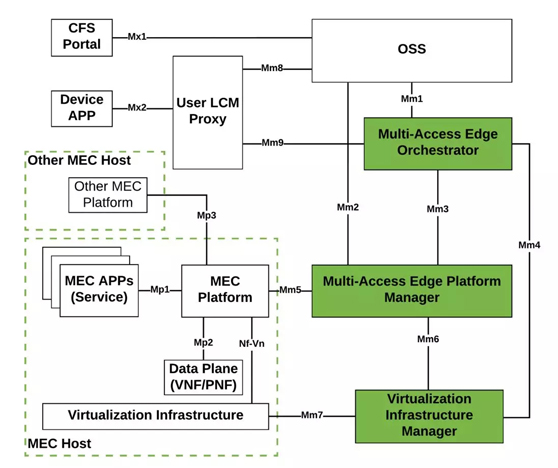 CFS
Portal
Mx1
OSS
Mm8
Device
APP
Mx2
User LCM
Proxy
Mm1
Mm9
Multi-Access Edge
Orchestrator
Other MEC Host
Other MEC
Platform
Mp3
Mm2
Mm3
Mm4
MEC APPs
(Service)
Mp1
MEC
Platform
Mm5
Multi-Access Edge Platform
Manager
Mp2
Nf-Vn
Mm6
Data Plane
(VNF/PNF)
Virtualization Infrastructure
Mm7
Virtualization
Infrastructure
Manager
MEC Host